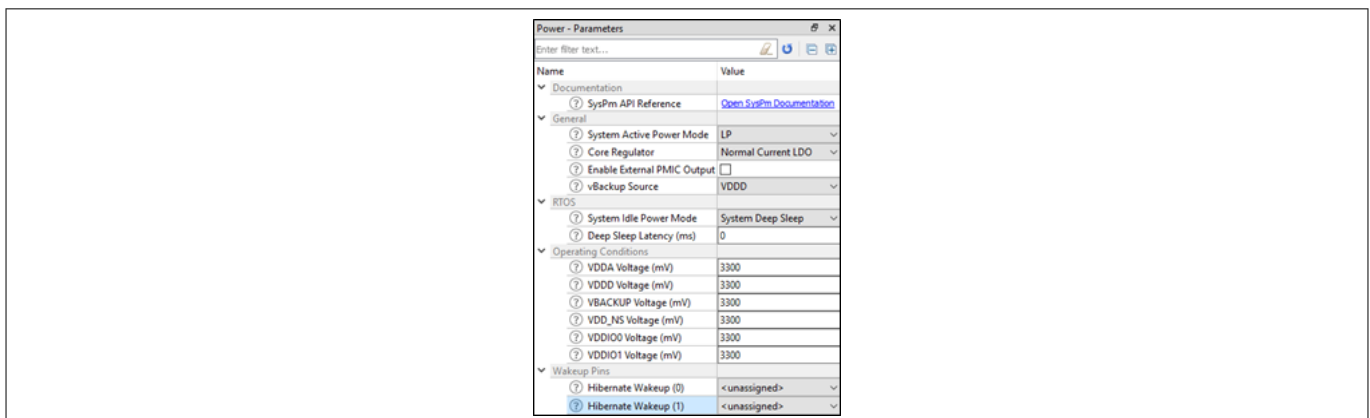 Power - Parameters
Enter filter text...
Name Value
Documentation
SysPm API Reference Open SysPm Documentation
General
System Active Power Mode LP
Core Regulator Normal Current LDO
Enable External PMIC Output
vBackup Source VDDD
RTOS
System Idle Power Mode System Deep Sleep
Deep Sleep Latency (ms) 0
Operating Conditions
VDDA Voltage (mV) 3300
VDDD Voltage (mV) 3300
VBACKUP Voltage (mV) 3300
VDD_NS Voltage (mV) 3300
VDDIO0 Voltage (mV) 3300
VDDIO1 Voltage (mV) 3300
Wakeup Pins
Hibernate Wakeup (0) <unassigned>
Hibernate Wakeup (1) <unassigned>